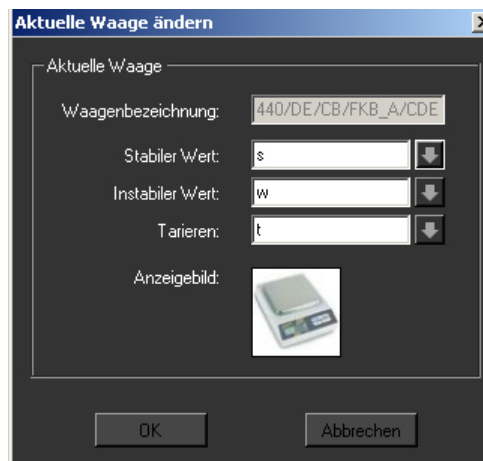 Aktuelle Waage ändern
Aktuelle Waage
Waagenbezeichnung: 440/DE/CB/FKB_A/CDE
Stabiler Wert: s
Instabiler Wert: w
Tarieren: t
Anzeigebild:
OK Abbrechen